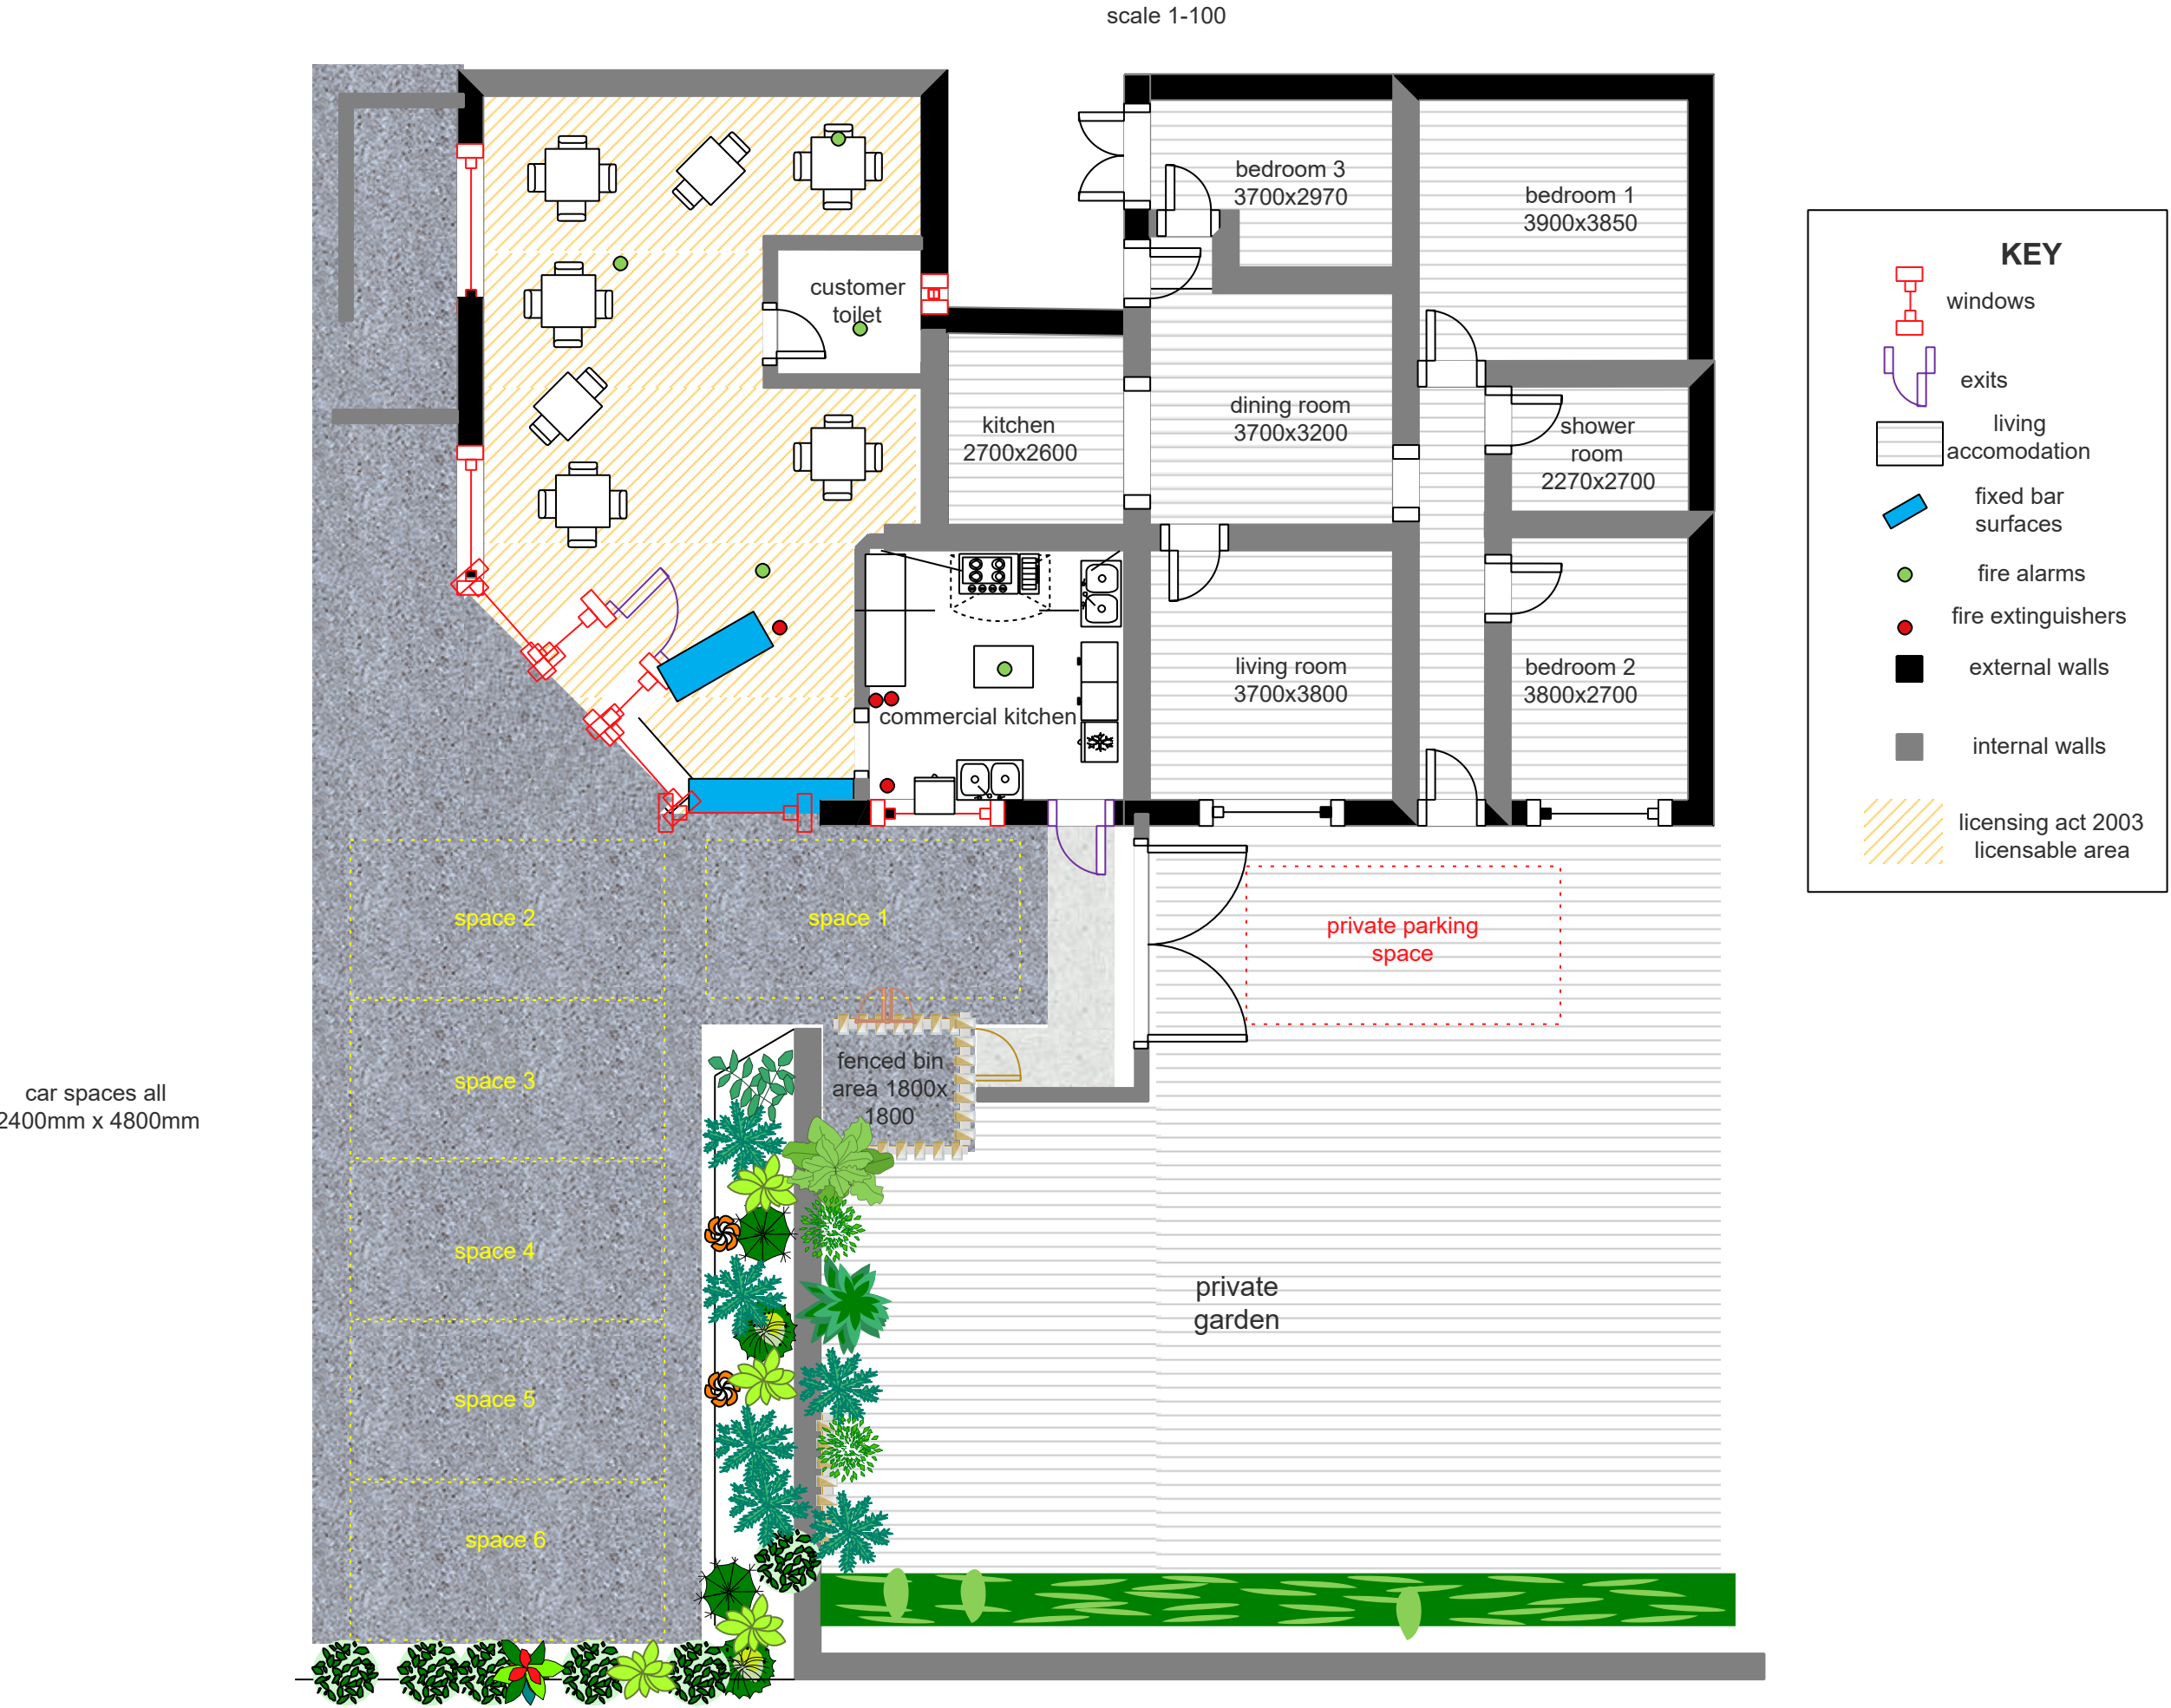 scale 1-100
bedroom 3
3700x2970
bedroom 1
3900x3850
customer
toilet
kitchen
2700x2600
dining room
3700x3200
shower
room
2270x2700
living room
3700x3800
bedroom 2
3800x2700
commercial kitchen
KEY
windows
exits
living
accomodation
fixed bar
surfaces
fire alarms
fire extinguishers
external walls
internal walls
licensing act 2003
licensable area
space 2
space 1
private parking
space
space 3
fenced bin
area 1800x
1800
car spaces all
2400mm x 4800mm
space 4
private
garden
space 5
space 6